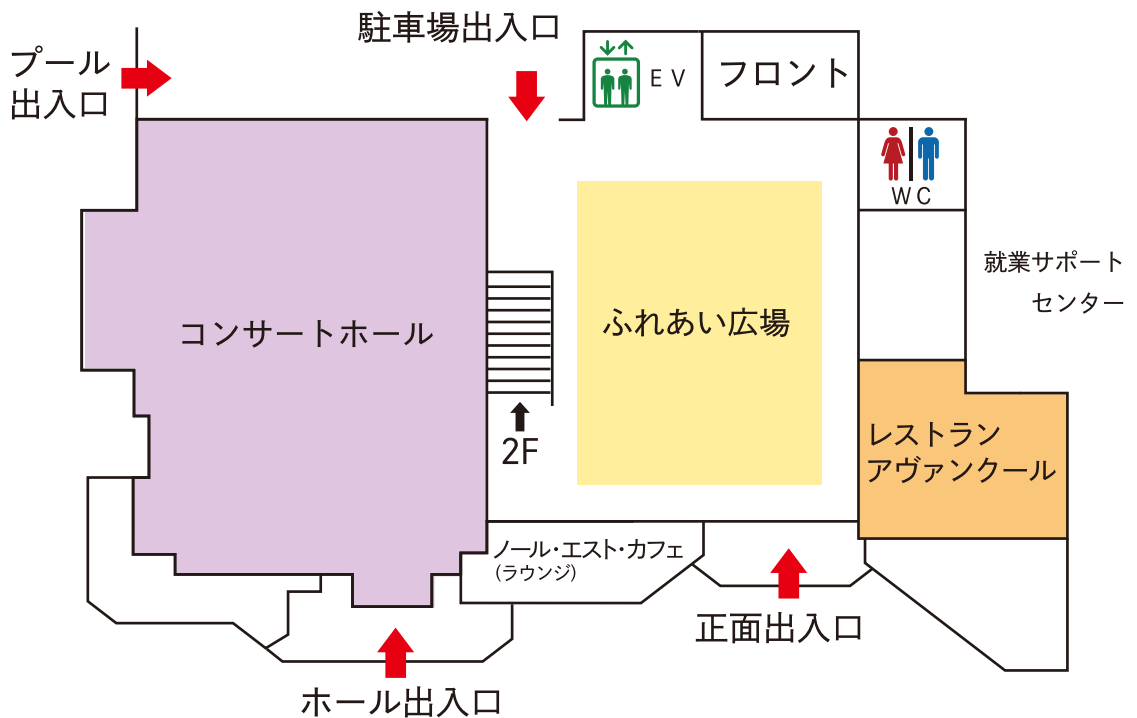 駐車場出入口
プール
出入口
EV
フロント
WC
就業サポート
センター
コンサートホール
ふれあい広場
2F
レストラン
アヴァンクール
ノール・エスト・カフェ
(ラウンジ)
正面出入口
ホール出入口